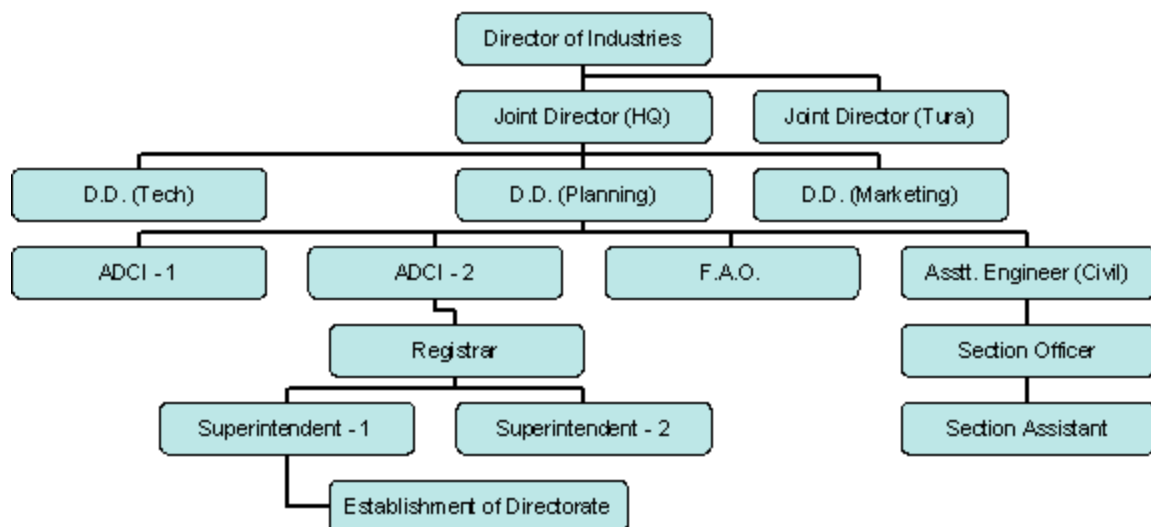 Director of Industries
Joint Director (HQ)
Joint Director (Tura)
D.D. (Tech)
D.D. (Planning)
D.D. (Marketing)
ADCI - 1
ADCI - 2
F.A.O.
Asstt. Engineer (Civil)
Registrar
Section Officer
Superintendent - 1
Superintendent - 2
Section Assistant
Establishment of Directorate